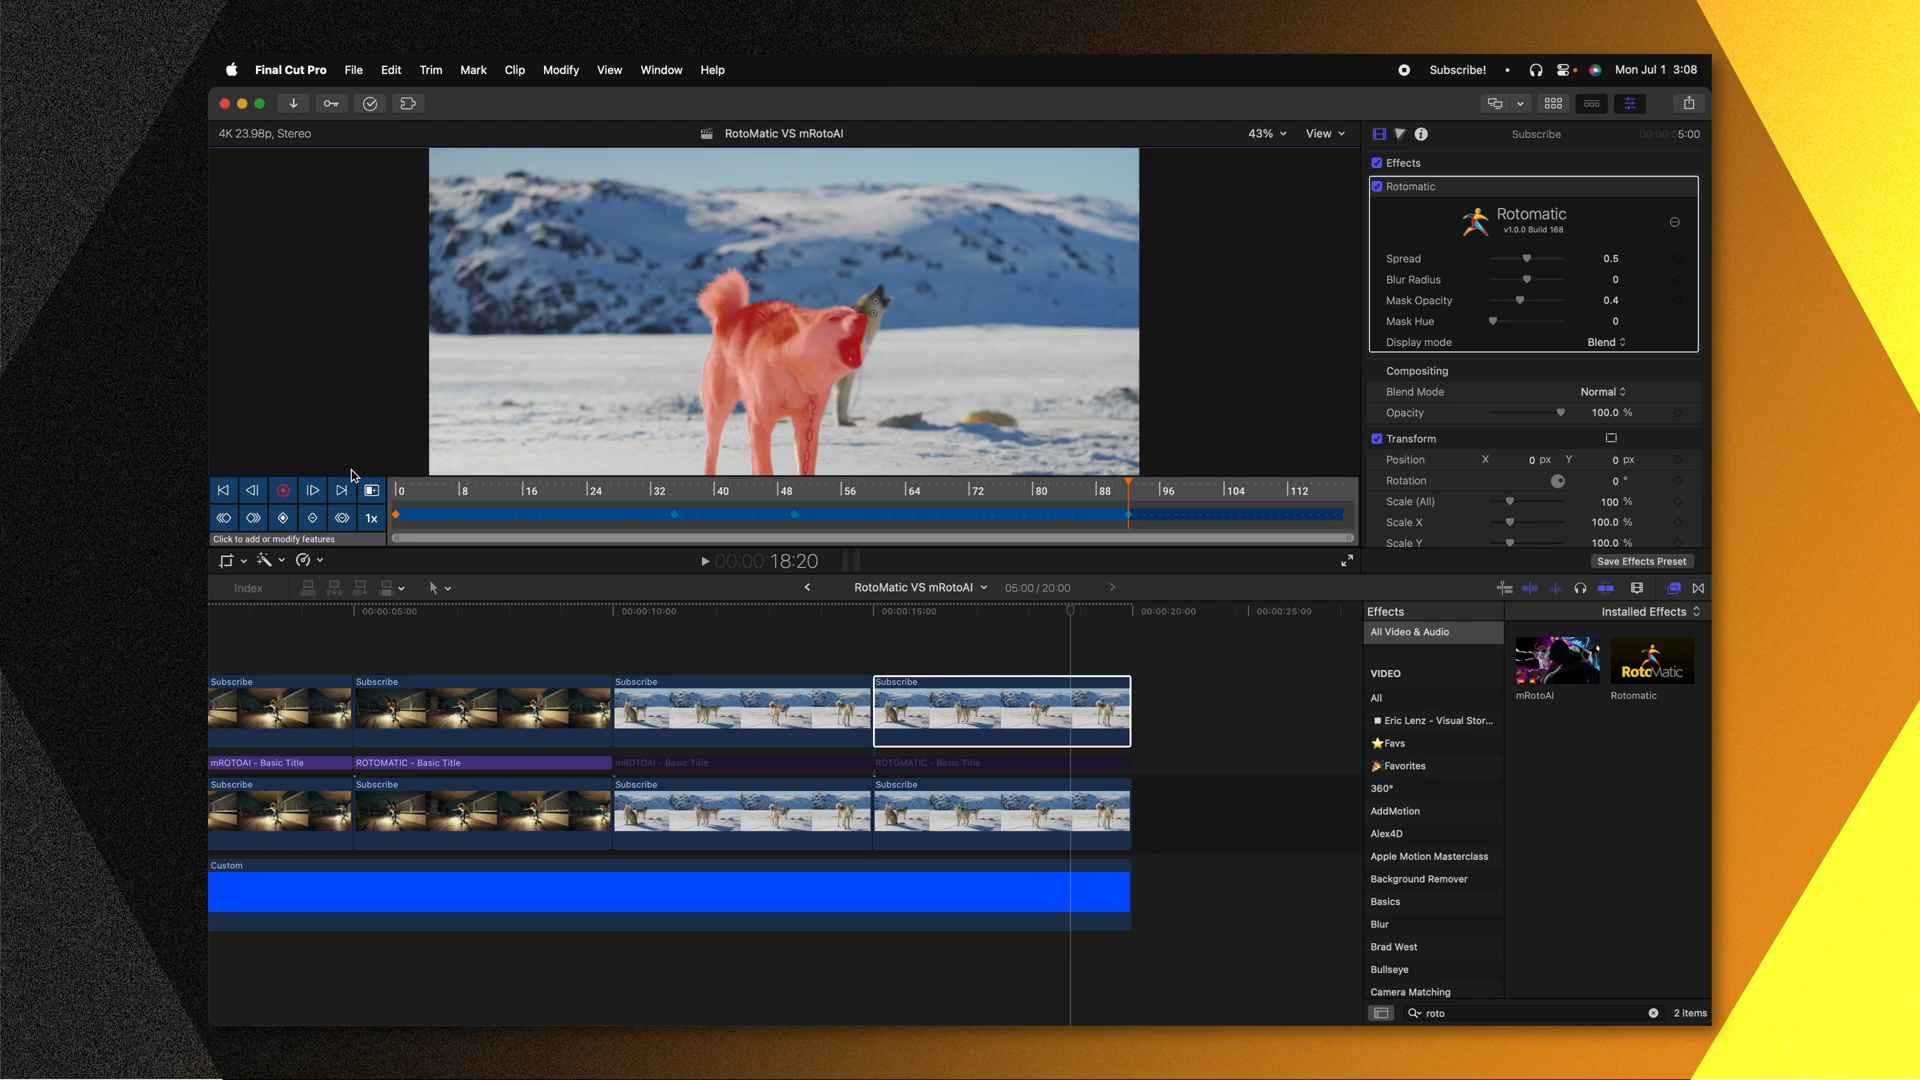 Final Cut Pro File Edit Trim Mark Clip Modify View Window Help Subscribe! Mon Jul 1 3:08
4K 23.98p, Stereo RotoMatic VS mRotoAI 43% View Subscribe 00:00:05:00
Effects
Rotomatic
Rotomatic
v1.0.0 Build 168
Spread 0.5
Blur Radius 0
Mask Opacity 0.4
Mask Hue 0
Display mode Blend
Compositing
Blend Mode Normal
Opacity 100.0 %
Transform
Position X 0 px Y 0 px
Rotation 0 °
Scale (All) 100 %
Scale X 100.0 %
Scale Y 100.0 %
Save Effects Preset
0 8 16 24 32 40 48 56 64 72 80 88 96 104 112
1x
Click to add or modify features
00:00:18:20
Index RotoMatic VS mRotoAI 05:00 / 20:00
00:00:05:00 00:00:10:00 00:00:15:00 00:00:20:00 00:00:25:00
Subscribe Subscribe Subscribe Subscribe
mROTOAI - Basic Title ROTOMATIC - Basic Title mROTOAI - Basic Title ROTOMATIC - Basic Title
Subscribe Subscribe Subscribe Subscribe
Custom
Effects Installed Effects
All Video & Audio
VIDEO
All
Eric Lenz - Visual Stor...
Favs
Favorites
360°
AddMotion
Alex4D
Apple Motion Masterclass
Background Remover
Basics
Blur
Brad West
Bullseye
Camera Matching
RotoMatic
mRotoAI Rotomatic
roto 2 items